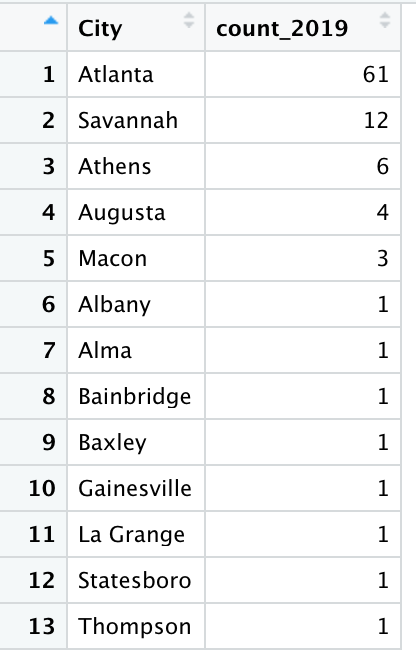 City count_2019
1 Atlanta 61
2 Savannah 12
3 Athens 6
4 Augusta 4
5 Macon 3
6 Albany 1
7 Alma 1
8 Bainbridge 1
9 Baxley 1
10 Gainesville 1
11 La Grange 1
12 Statesboro 1
13 Thompson 1